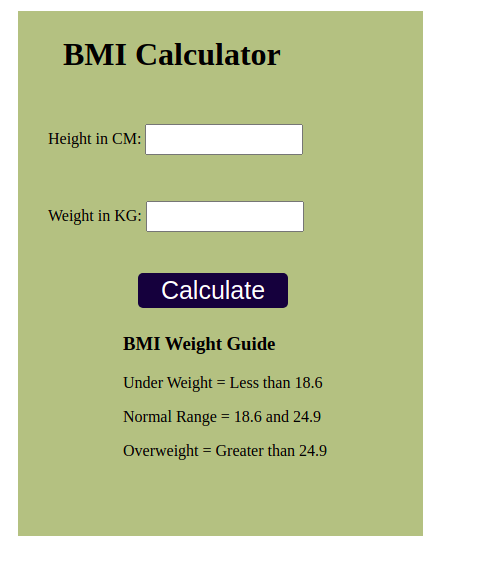 BMI Calculator
Height in CM:
Weight in KG:
Calculate
BMI Weight Guide
Under Weight = Less than 18.6
Normal Range = 18.6 and 24.9
Overweight = Greater than 24.9